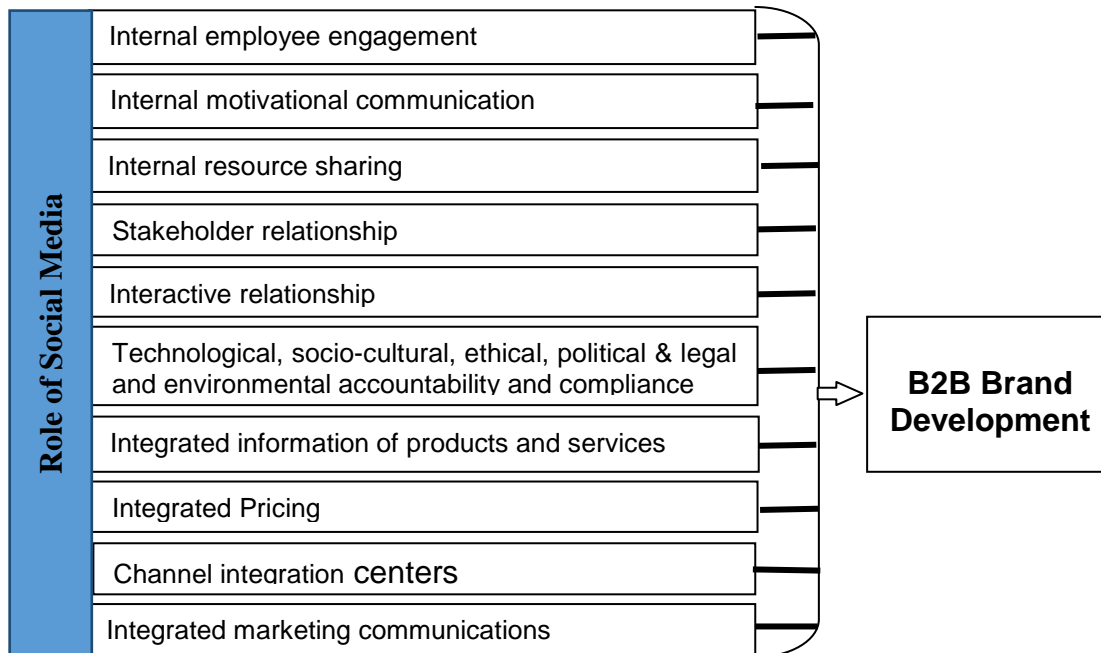 Role of Social Media
Internal employee engagement
Internal motivational communication
Internal resource sharing
Stakeholder relationship
Interactive relationship
Technological, socio-cultural, ethical, political & legal
and environmental accountability and compliance
Integrated information of products and services
Integrated Pricing
Channel integration centers
Integrated marketing communications
B2B Brand
Development